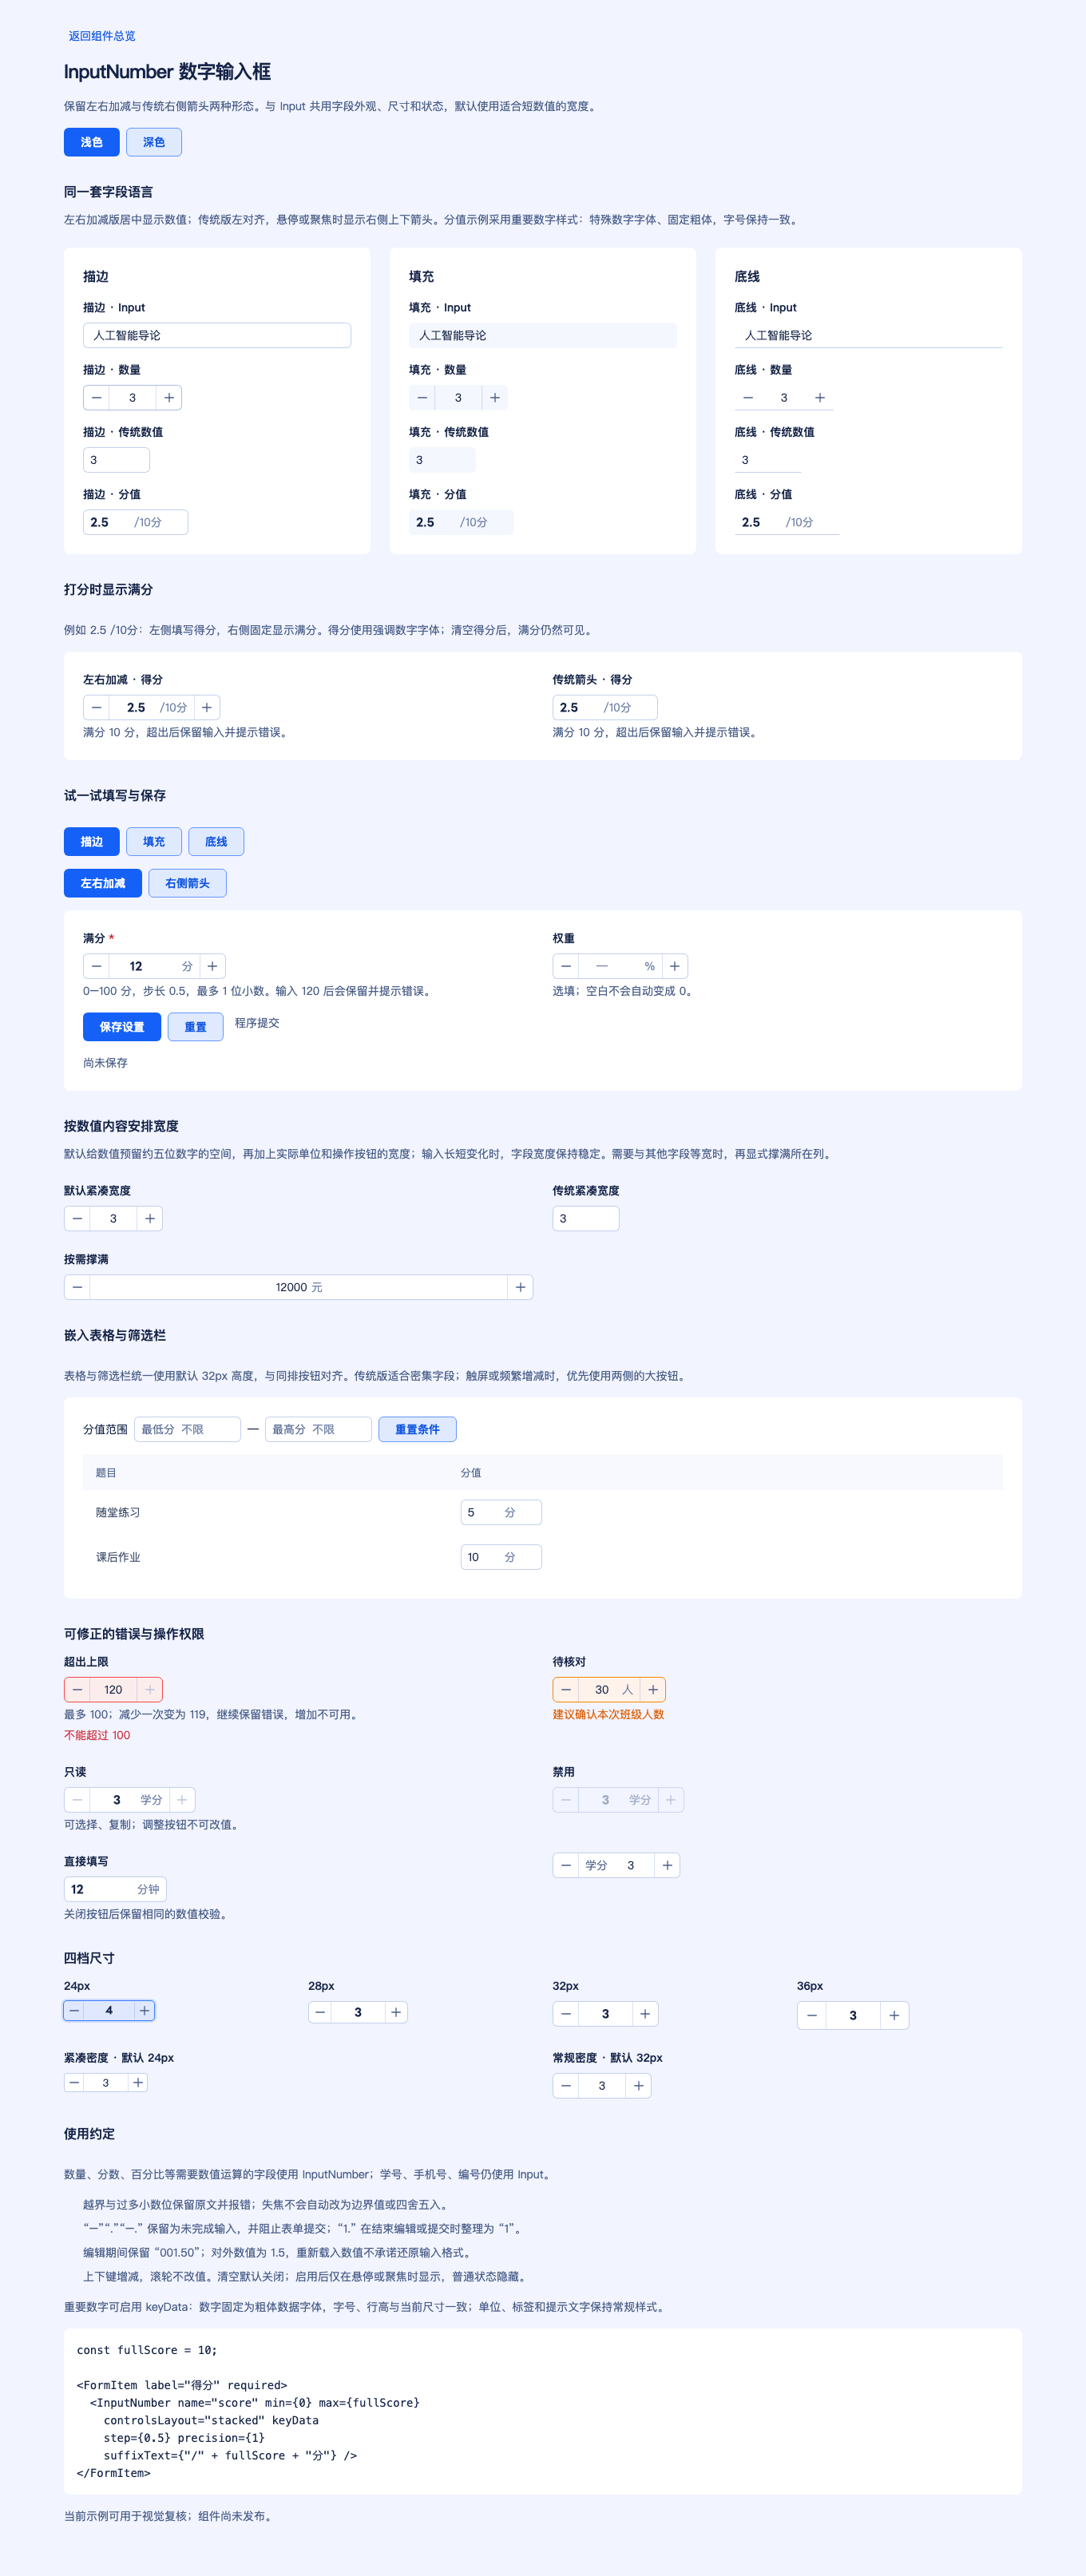 返回组件总览
InputNumber 数字输入框
保留左右加减与传统右侧箭头两种形态。与 Input 共用字段外观、尺寸和状态，默认使用适合短数值的宽度。
浅色 深色
同一套字段语言
左右加减版居中显示数值；传统版左对齐，悬停或聚焦时显示右侧上下箭头。分值示例采用重要数字样式：特殊数字字体、固定粗体，字号保持一致。
描边
描边 · Input
人工智能导论
描边 · 数量
— 3 +
描边 · 传统数值
3
描边 · 分值
2.5 /10分
填充
填充 · Input
人工智能导论
填充 · 数量
— 3 +
填充 · 传统数值
3
填充 · 分值
2.5 /10分
底线
底线 · Input
人工智能导论
底线 · 数量
— 3 +
底线 · 传统数值
3
底线 · 分值
2.5 /10分
打分时显示满分
例如 2.5 /10分：左侧填写得分，右侧固定显示满分。得分使用强调数字字体；清空得分后，满分仍然可见。
左右加减 · 得分
— 2.5 /10分 +
满分 10 分，超出后保留输入并提示错误。
传统箭头 · 得分
2.5 /10分
满分 10 分，超出后保留输入并提示错误。
试一试填写与保存
描边 填充 底线
左右加减 右侧箭头
满分 *
— 12 分 +
0—100 分，步长 0.5，最多 1 位小数。输入 120 后会保留并提示错误。
权重
— — % +
选填；空白不会自动变成 0。
保存设置 重置 程序提交
尚未保存
按数值内容安排宽度
默认给数值预留约五位数字的空间，再加上实际单位和操作按钮的宽度；输入长短变化时，字段宽度保持稳定。需要与其他字段等宽时，再显式撑满所在列。
默认紧凑宽度
— 3 +
传统紧凑宽度
3
按需撑满
— 12000 元 +
嵌入表格与筛选栏
表格与筛选栏统一使用默认 32px 高度，与同排按钮对齐。传统版适合密集字段；触屏或频繁增减时，优先使用两侧的大按钮。
分值范围 最低分 不限 — 最高分 不限 重置条件
题目 分值
随堂练习 5 分
课后作业 10 分
可修正的错误与操作权限
超出上限
— 120 +
最多 100；减少一次变为 119，继续保留错误，增加不可用。
不能超过 100
待核对
— 30 人 +
建议确认本次班级人数
只读
— 3 学分 +
可选择、复制；调整按钮不可改值。
禁用
— 3 学分 +
直接填写
12 分钟
关闭按钮后保留相同的数值校验。
— 学分 3 +
四档尺寸
24px
— 4 +
28px
— 3 +
32px
— 3 +
36px
— 3 +
紧凑密度 · 默认 24px
— 3 +
常规密度 · 默认 32px
— 3 +
使用约定
数量、分数、百分比等需要数值运算的字段使用 InputNumber；学号、手机号、编号仍使用 Input。
越界与过多小数位保留原文并报错；失焦不会自动改为边界值或四舍五入。
“—”“.”“—.” 保留为未完成输入，并阻止表单提交；“1.” 在结束编辑或提交时整理为 “1”。
编辑期间保留 “001.50”；对外数值为 1.5，重新载入数值不承诺还原输入格式。
上下键增减，滚轮不改值。清空默认关闭；启用后仅在悬停或聚焦时显示，普通状态隐藏。
重要数字可启用 keyData：数字固定为粗体数据字体，字号、行高与当前尺寸一致；单位、标签和提示文字保持常规样式。
const fullScore = 10;
<FormItem label="得分" required>
<InputNumber name="score" min={0} max={fullScore}
controlsLayout="stacked" keyData
step={0.5} precision={1}
suffixText={"/" + fullScore + "分"} />
</FormItem>
当前示例可用于视觉复核；组件尚未发布。